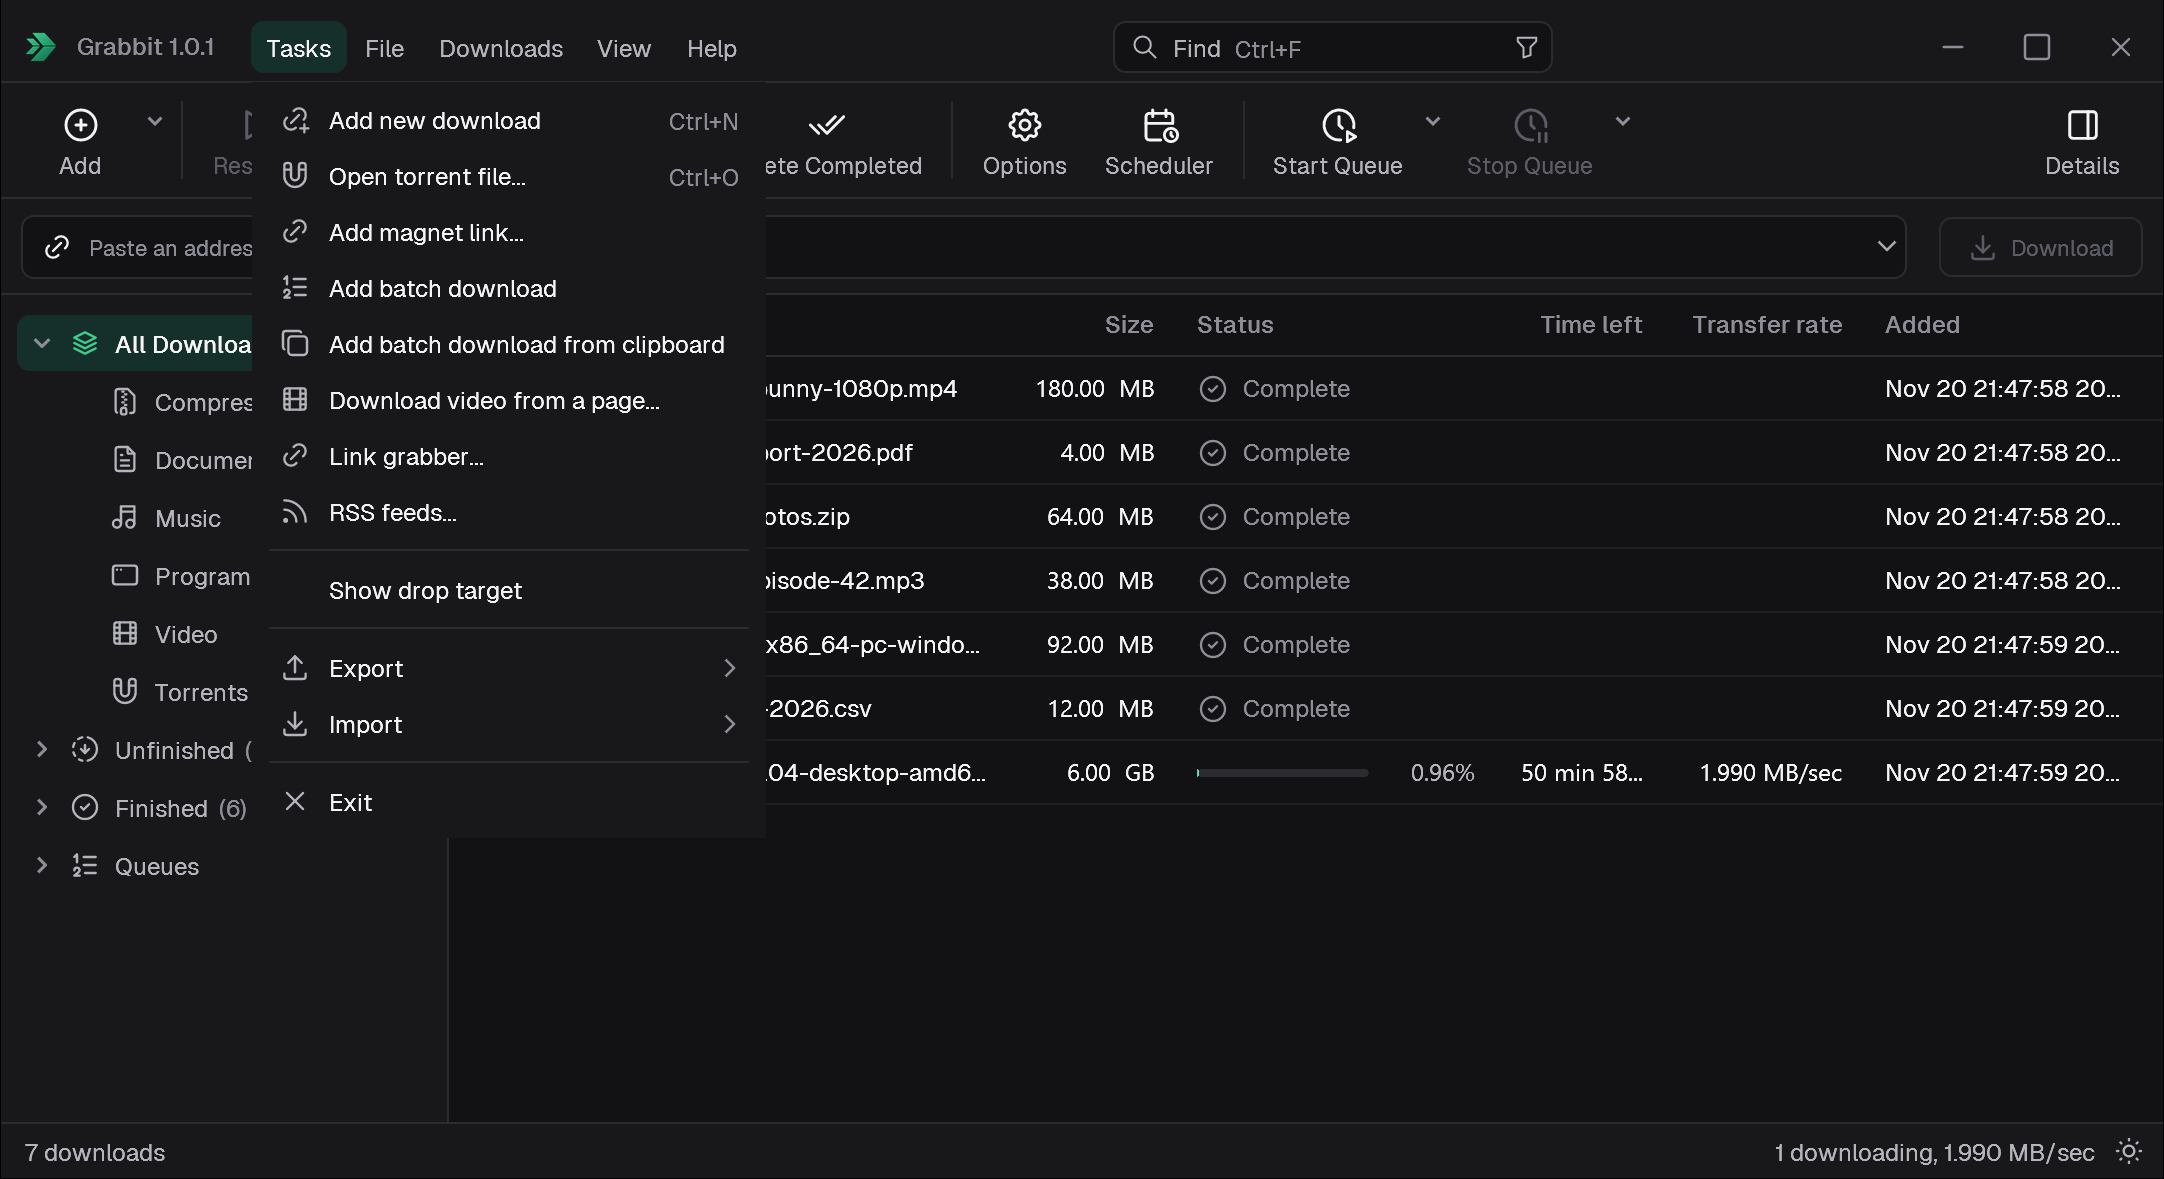 Grabbit 1.0.1
Tasks File Downloads View Help
Find Ctrl+F
Add new download Ctrl+N
Open torrent file... Ctrl+O
Add magnet link...
Add batch download
Add batch download from clipboard
Download video from a page...
Link grabber...
RSS feeds...
Show drop target
Export
Import
Exit
Add
Completed
Options
Scheduler
Start Queue
Stop Queue
Details
Paste an
Download
All
Music
Video
Torrents
Unfinished (
Finished (6)
Queues
Size Status Time left Transfer rate Added
unny-1080p.mp4 180.00 MB Complete Nov 20 21:47:58 20...
ort-2026.pdf 4.00 MB Complete Nov 20 21:47:58 20...
otos.zip 64.00 MB Complete Nov 20 21:47:58 20...
isode-42.mp3 38.00 MB Complete Nov 20 21:47:58 20...
x86_64-pc-windo... 92.00 MB Complete Nov 20 21:47:59 20...
-2026.csv 12.00 MB Complete Nov 20 21:47:59 20...
04-desktop-amd6... 6.00 GB 0.96% 50 min 58... 1.990 MB/sec Nov 20 21:47:59 20...
7 downloads
1 downloading, 1.990 MB/sec